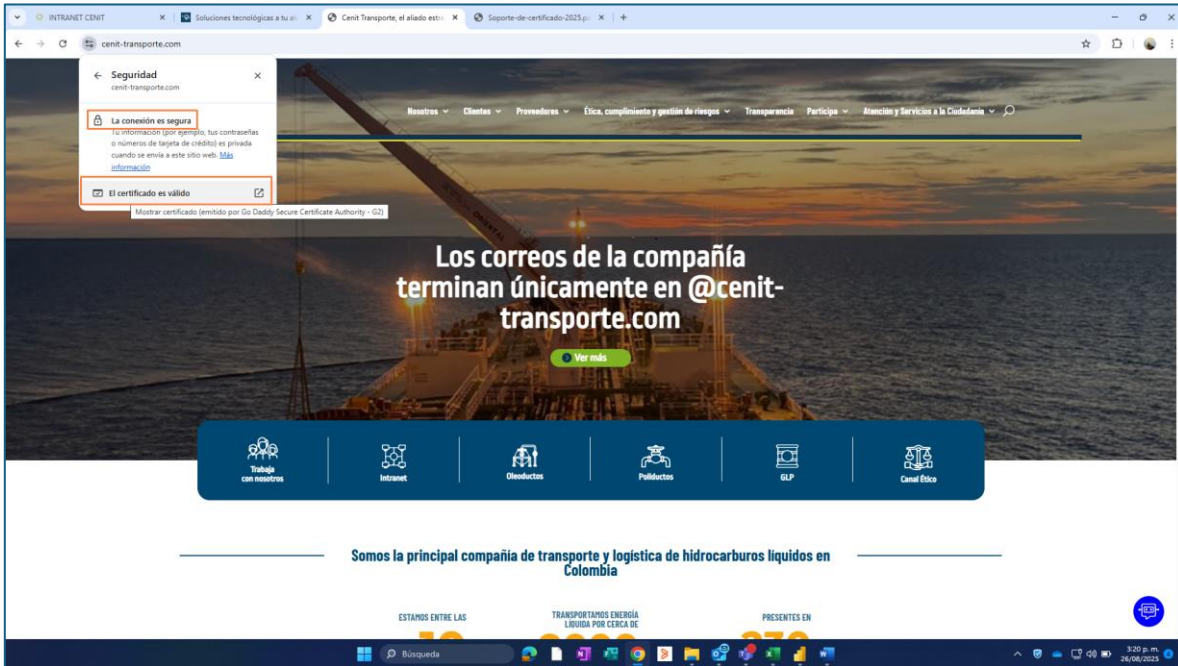 INTRANET CENIT
Soluciones tecnológicas a tu al
Cenit Transporte, el aliado estra
Soporte-de-certificado-2025.p
cenit-transporte.com
Seguridad
cenit-transporte.com
La conexión es segura
Tu información (por ejemplo, tus contraseñas
o números de tarjeta de crédito) es privada
cuando se envía a este sitio web. Más
información
El certificado es válido
Mostrar certificado (emitido por Go Daddy Secure Certificate Authority - G2)
Nosotros
Clientes
Proveedores
Ética, cumplimiento y gestión de riesgos
Transparencia
Participa
Atención y Servicios a la Ciudadanía
Los correos de la compañía
terminan únicamente en @cenit-
transporte.com
Ver más
Trabaja
con nosotros
Intranet
Oleoductos
Poliductos
GLP
Canal Ético
Somos la principal compañía de transporte y logística de hidrocarburos líquidos en
Colombia
ESTAMOS ENTRE LAS
TRANSPORTAMOS ENERGÍA
LÍQUIDA POR CERCA DE
PRESENTES EN
Búsqueda
3:20 p. m.
26/08/2025